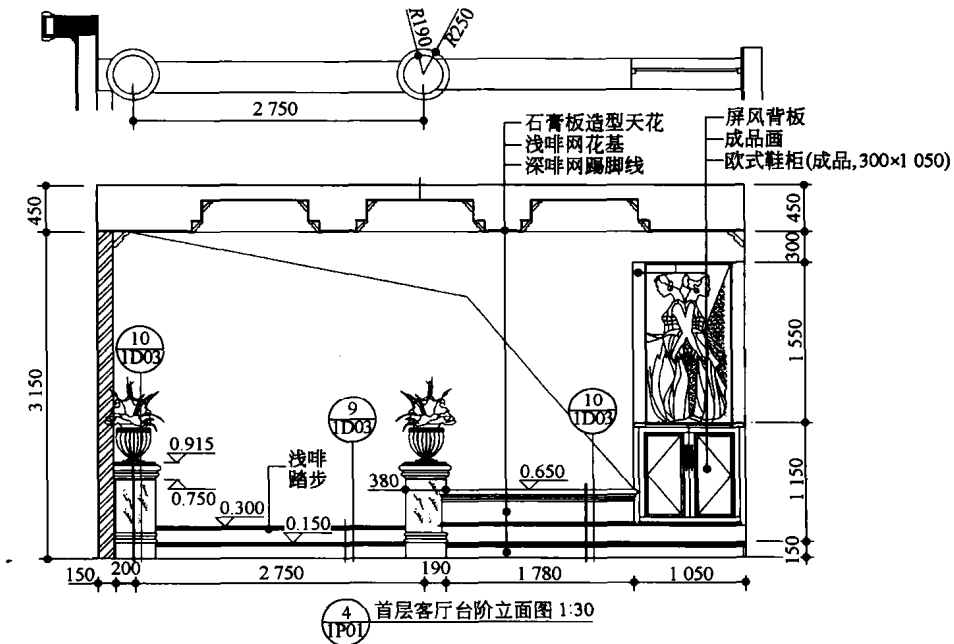 R190
R250
2 750
石膏板造型天花
浅啡网花基
深啡网踢脚线
屏风背板
成品画
欧式鞋柜(成品,300×1 050)
450
3 150
450
300
1 550
1 150
150
10
1D03
9
1D03
10
1D03
0.915
0.750
0.300
浅啡
踏步
0.150
380
0.650
150
200
2 750
190
1 780
1 050
4
1P01
首层客厅台阶立面图 1:30